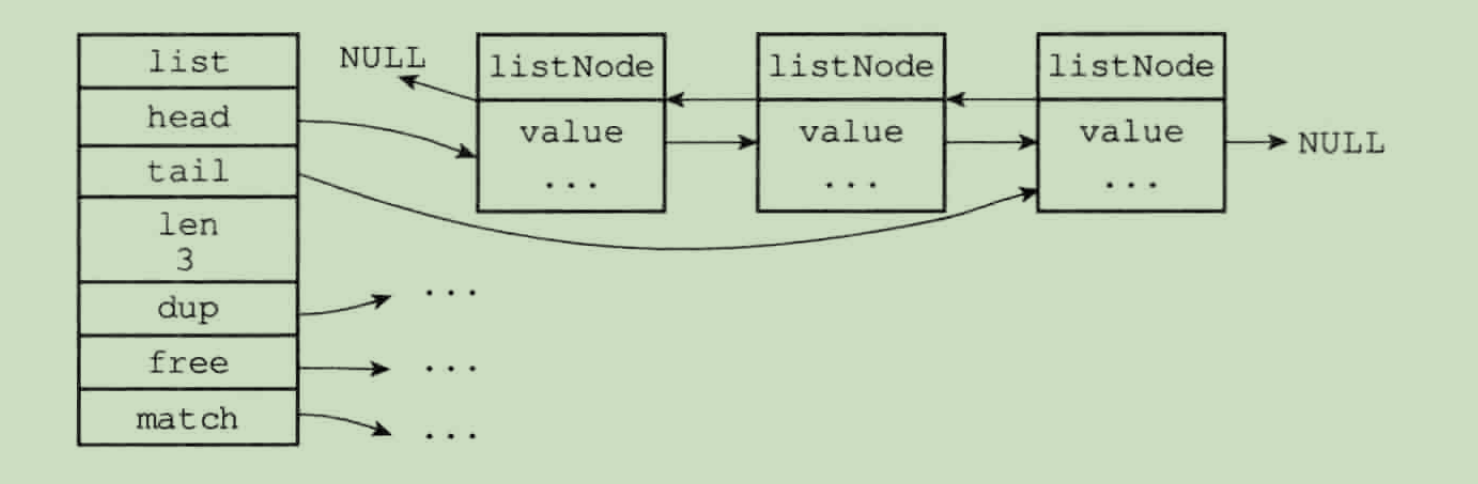 list
head
tail
len
3
dup
free
match
NULL
listNode
value
...
listNode
value
...
listNode
value
...
NULL
...
...
...